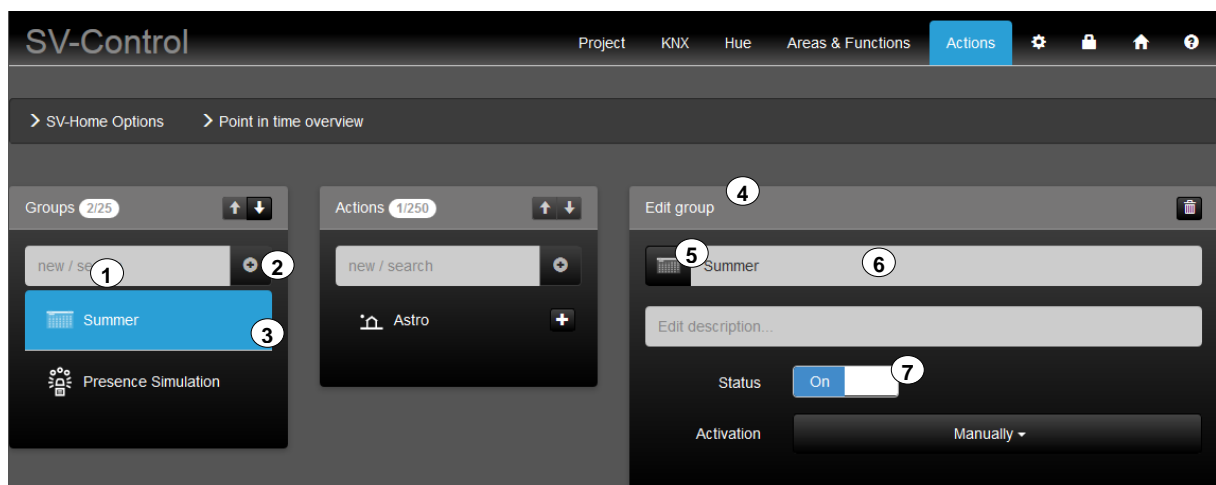 SV-Control
Project KNX Hue Areas & Functions Actions
SV-Home Options Point in time overview
Groups 2/25
new / se
1
2
Summer
3
Presence Simulation
Actions 1/250
new / search
Astro
Edit group
4
5
Summer
6
Edit description...
Status On
7
Activation Manually